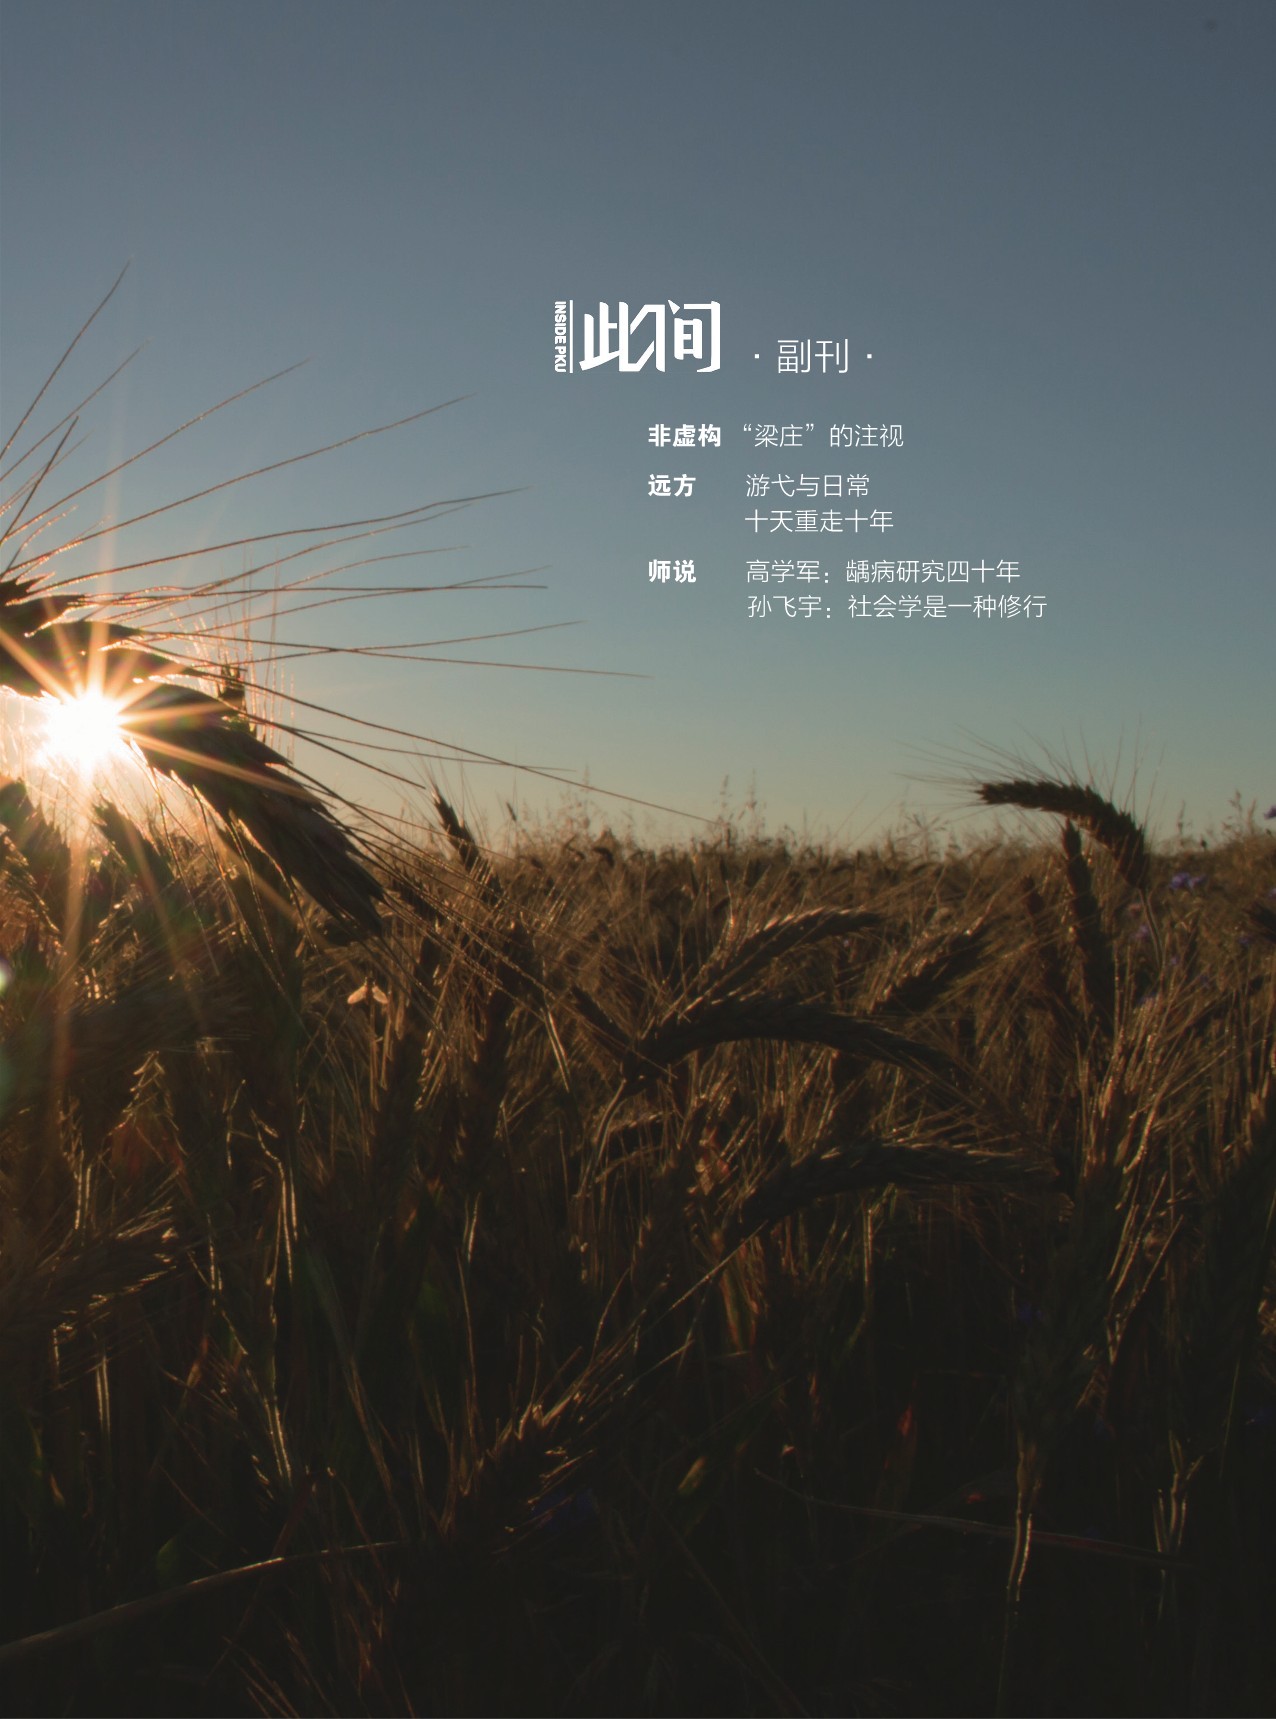 INSIDE PKU
此间 ·副刊·
非虚构 “梁庄”的注视
远方 游弋与日常
十天重走十年
师说 高学军：龋病研究四十年
孙飞宇：社会学是一种修行